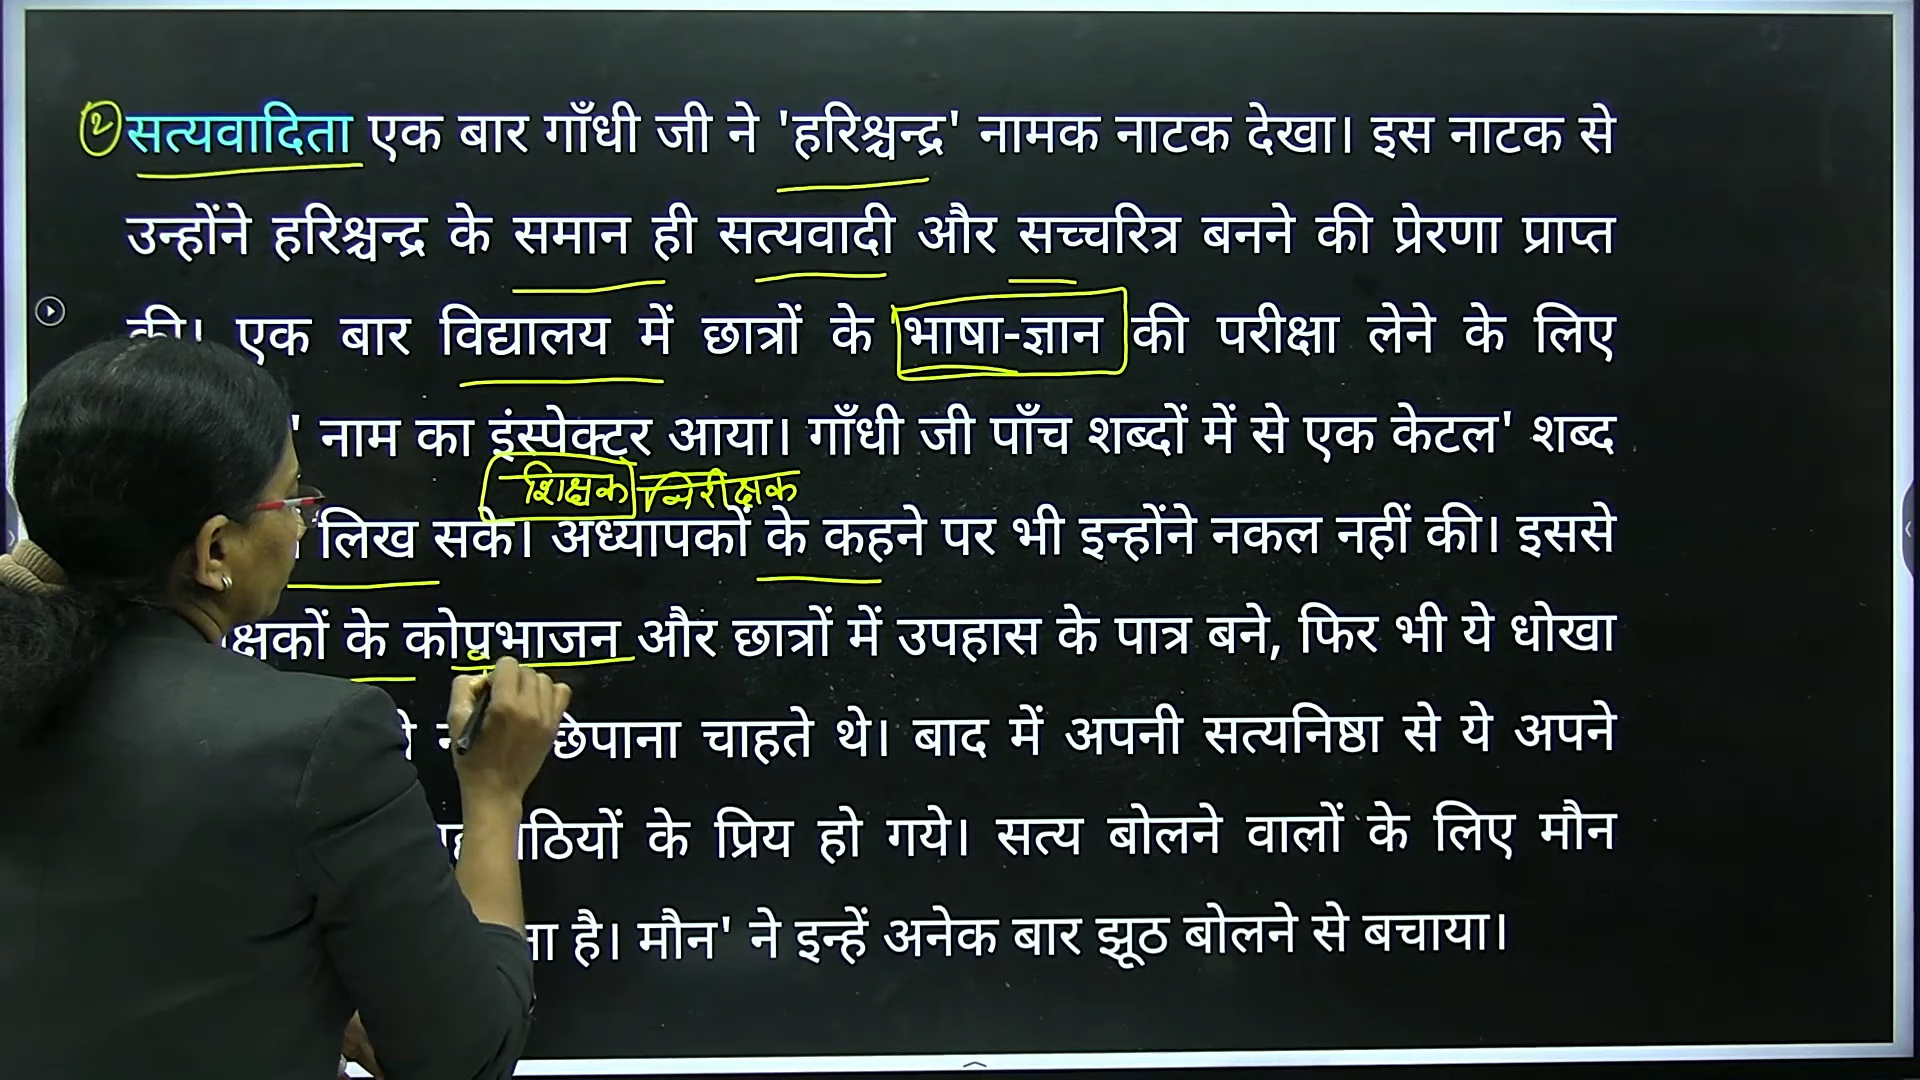 २ सत्यवादिता एक बार गाँधी जी ने 'हरिश्चन्द्र' नामक नाटक देखा। इस नाटक से
उन्होंने हरिश्चन्द्र के समान ही सत्यवादी और सच्चरित्र बनने की प्रेरणा प्राप्त
की। एक बार विद्यालय में छात्रों के भाषा-ज्ञान की परीक्षा लेने के लिए
' नाम का इंस्पेक्टर आया। गाँधी जी पाँच शब्दों में से एक केटल' शब्द
शिक्षक निरीक्षक
लिख सके। अध्यापकों के कहने पर भी इन्होंने नकल नहीं की। इससे
के कोपभाजन और छात्रों में उपहास के पात्र बने, फिर भी ये धोखा
छिपाना चाहते थे। बाद में अपनी सत्यनिष्ठा से ये अपने
के प्रिय हो गये। सत्य बोलने वालों के लिए मौन
है। मौन' ने इन्हें अनेक बार झूठ बोलने से बचाया।